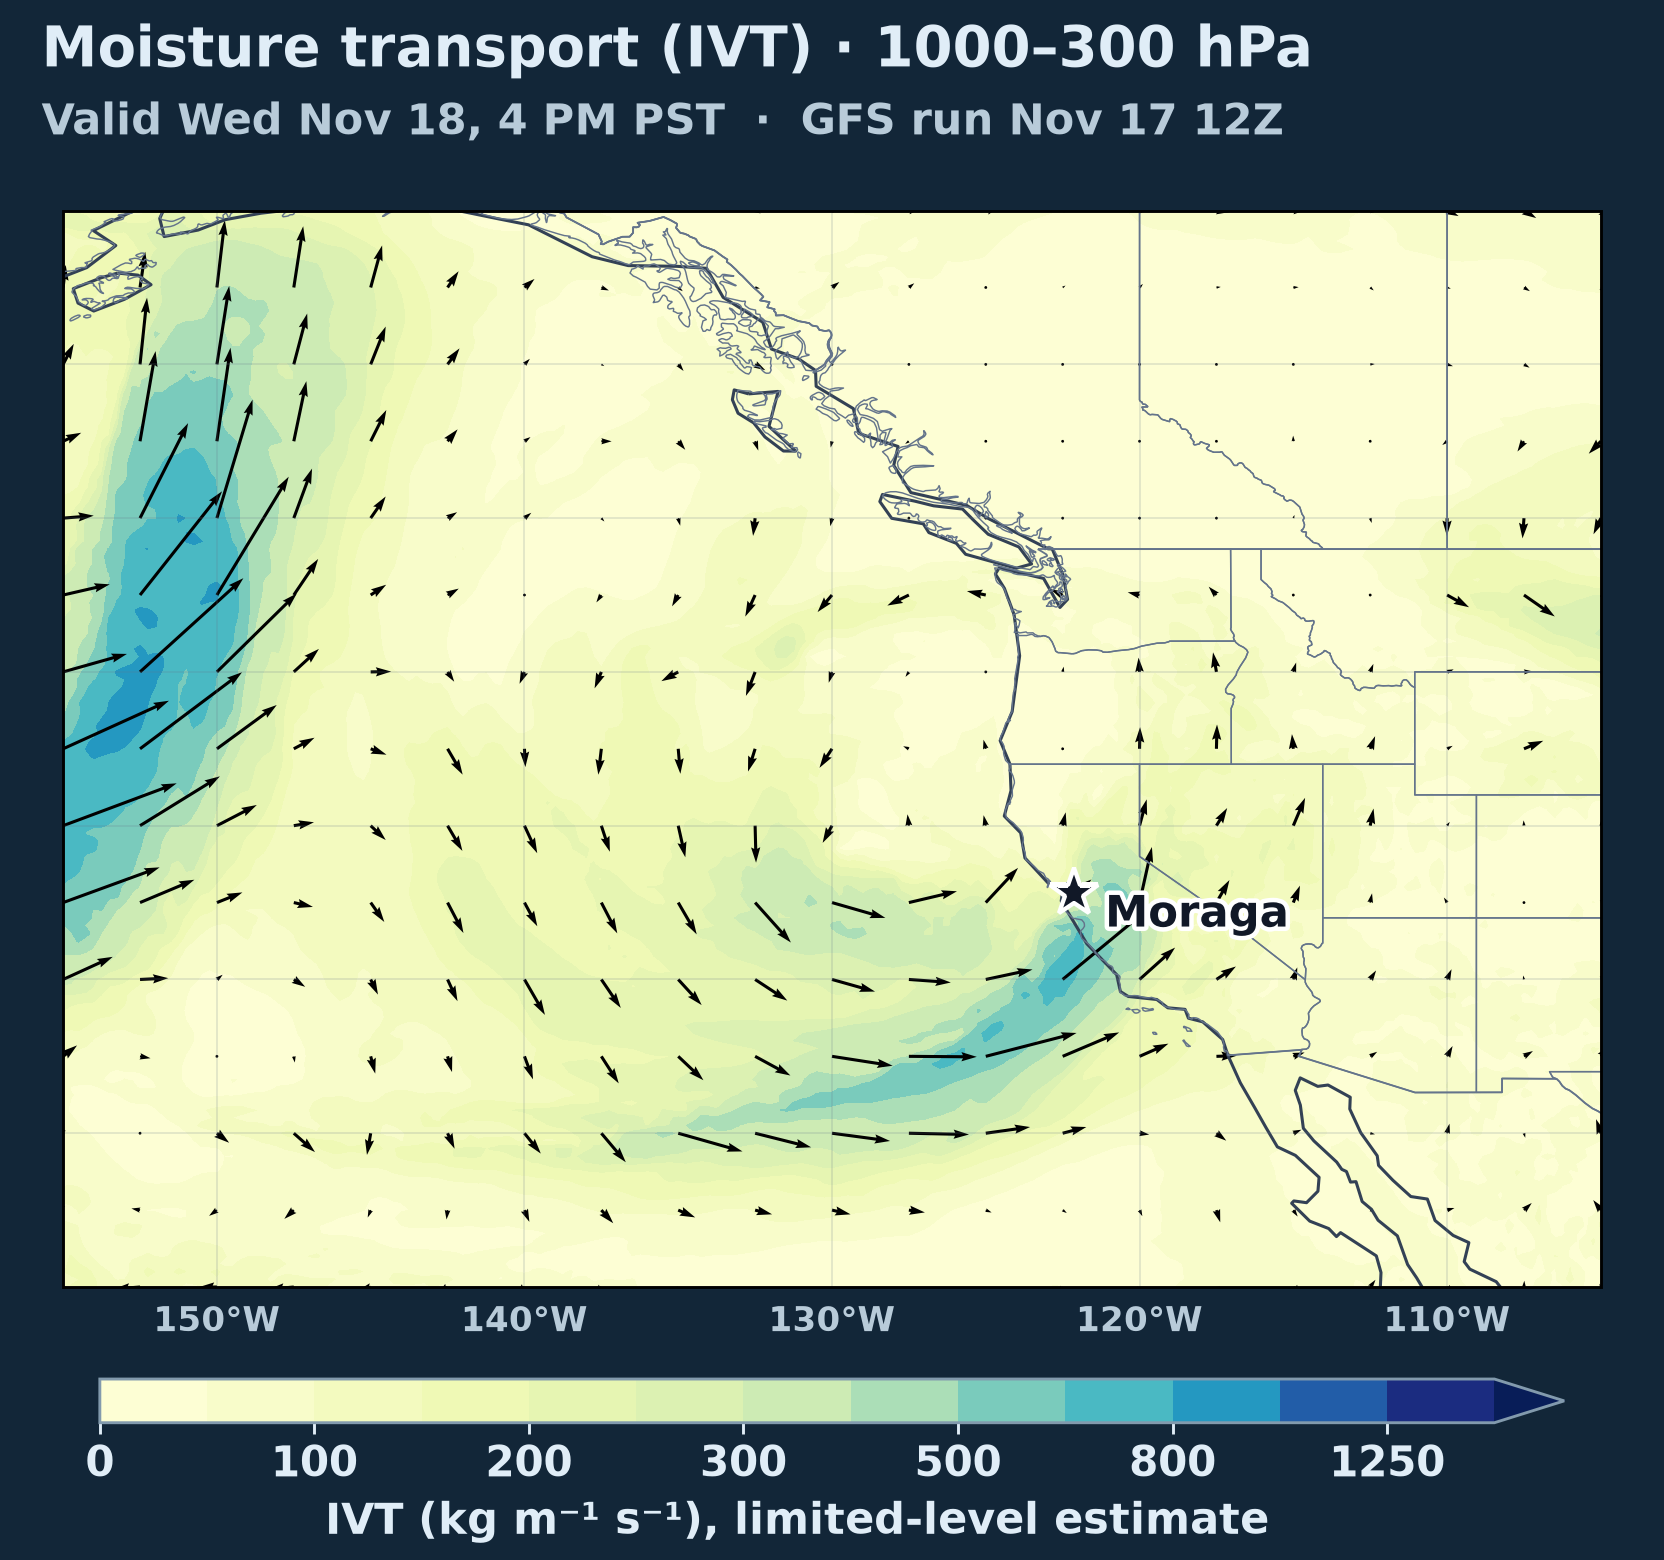 Moisture transport (IVT) · 1000–300 hPa
Valid Wed Nov 18, 4 PM PST · GFS run Nov 17 12Z
Moraga
150°W 140°W 130°W 120°W 110°W
0 100 200 300 500 800 1250
IVT (kg m⁻¹ s⁻¹), limited-level estimate